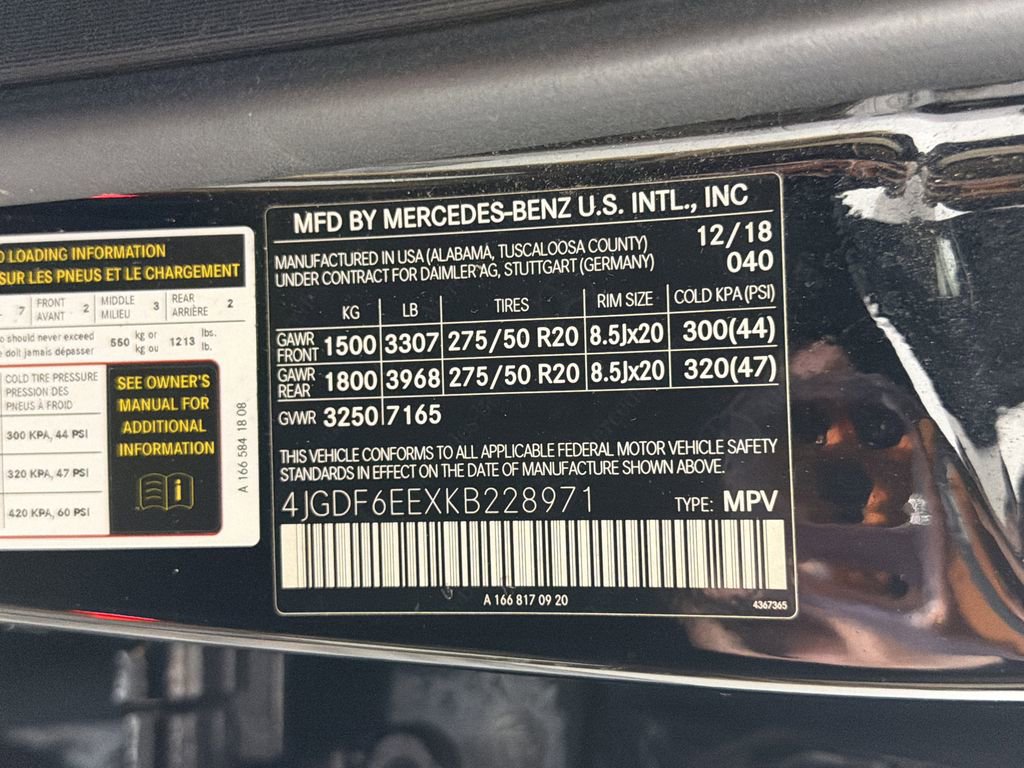 D LOADING INFORMATION
SUR LES PNEUS ET LE CHARGEMENT
7 FRONT AVANT 2 MIDDLE MILIEU 3 REAR ARRIÈRE 2
should never exceed 550 kg or 1213 lbs.
doit jamais dépasser kg ou lb.
COLD TIRE PRESSURE
PRESSION DES
PNEUS À FROID
300 KPA, 44 PSI
320 KPA, 47 PSI
420 KPA, 60 PSI
SEE OWNER'S
MANUAL FOR
ADDITIONAL
INFORMATION
i
A 166 584 18 08
MFD BY MERCEDES-BENZ U.S. INTL., INC
MANUFACTURED IN USA (ALABAMA, TUSCALOOSA COUNTY) 12/18
UNDER CONTRACT FOR DAIMLER AG, STUTTGART (GERMANY) 040
KG LB TIRES RIM SIZE COLD KPA (PSI)
GAWR FRONT 1500 3307 275/50 R20 8.5Jx20 300(44)
GAWR REAR 1800 3968 275/50 R20 8.5Jx20 320(47)
GVWR 3250 7165
THIS VEHICLE CONFORMS TO ALL APPLICABLE FEDERAL MOTOR VEHICLE SAFETY
STANDARDS IN EFFECT ON THE DATE OF MANUFACTURE SHOWN ABOVE.
4JGDF6EEXKB228971 TYPE: MPV
A 166 817 09 20
4367365